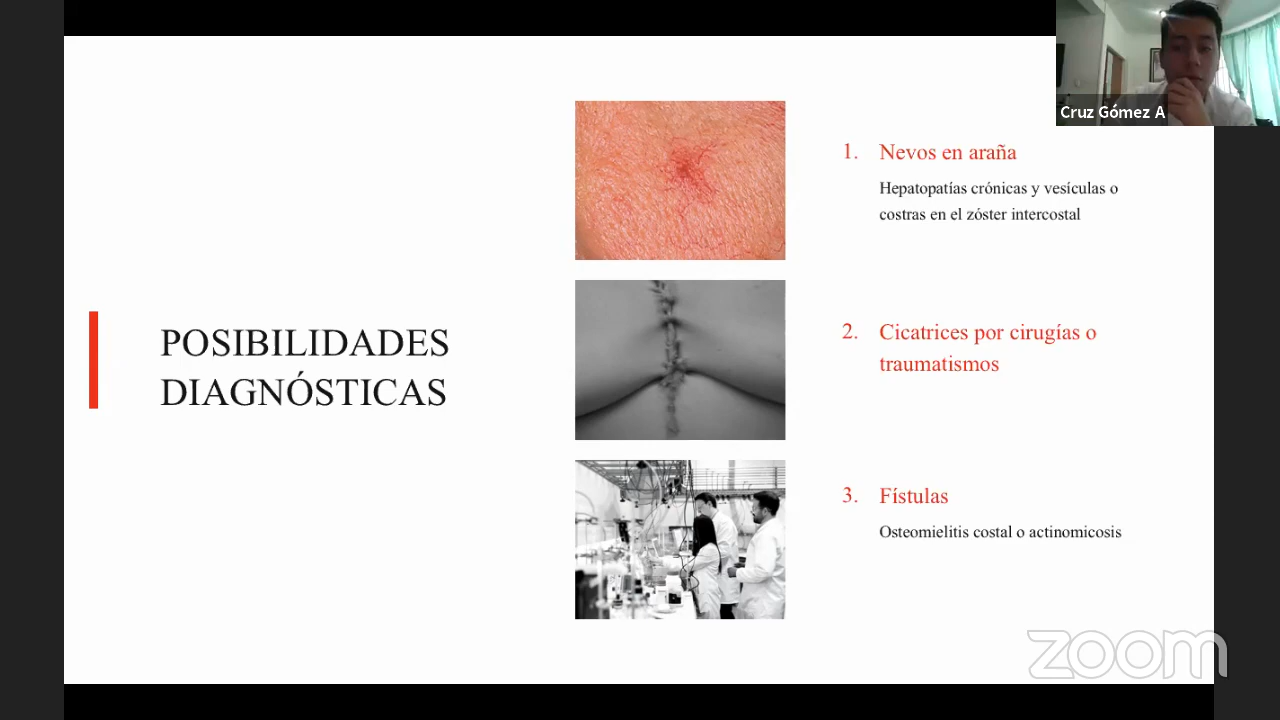 Cruz Gómez A
POSIBILIDADES
DIAGNÓSTICAS
1. Nevos en araña
Hepatopatías crónicas y vesículas o
costras en el zóster intercostal
2. Cicatrices por cirugías o
traumatismos
3. Fístulas
Osteomielitis costal o actinomicosis
zoom